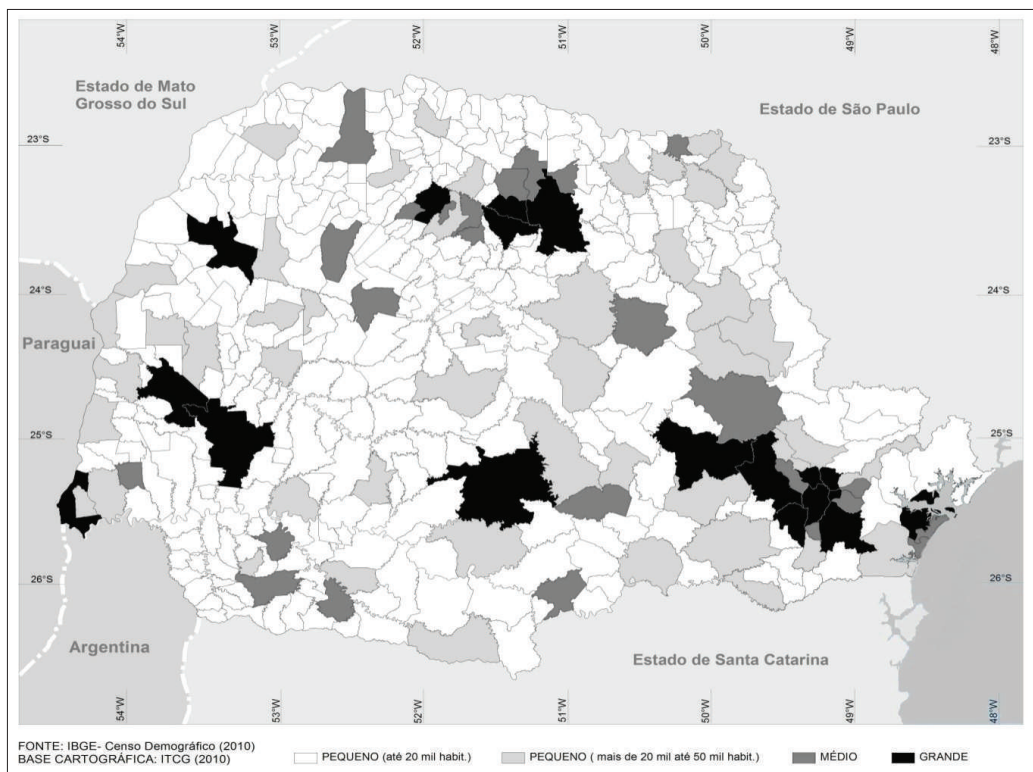 54°W
53°W
52°W
51°W
50°W
49°W
48°W
Estado de Mato
Grosso do Sul
Estado de São Paulo
23°S
23°S
24°S
24°S
Paraguai
25°S
25°S
26°S
26°S
Argentina
Estado de Santa Catarina
54°W
53°W
52°W
51°W
50°W
49°W
48°W
FONTE: IBGE- Censo Demográfico (2010)
BASE CARTOGRÁFICA: ITCG (2010)
PEQUENO (até 20 mil habit.)
PEQUENO ( mais de 20 mil até 50 mil habit.)
MÉDIO
GRANDE